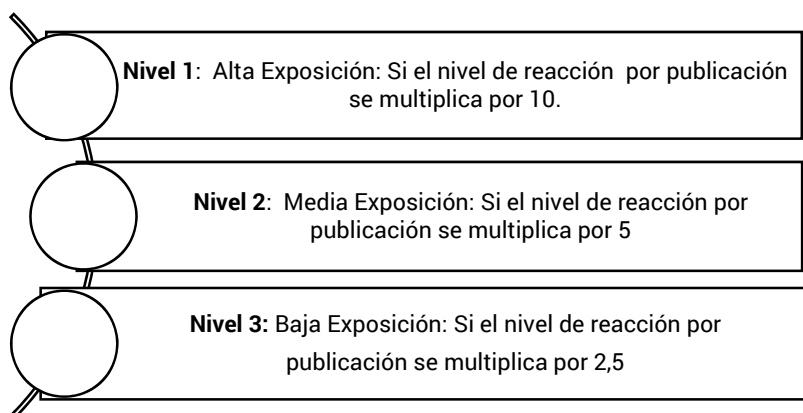 Nivel 1: Alta Exposición: Si el nivel de reacción por publicación
se multiplica por 10.
Nivel 2: Media Exposición: Si el nivel de reacción por
publicación se multiplica por 5
Nivel 3: Baja Exposición: Si el nivel de reacción por
publicación se multiplica por 2,5